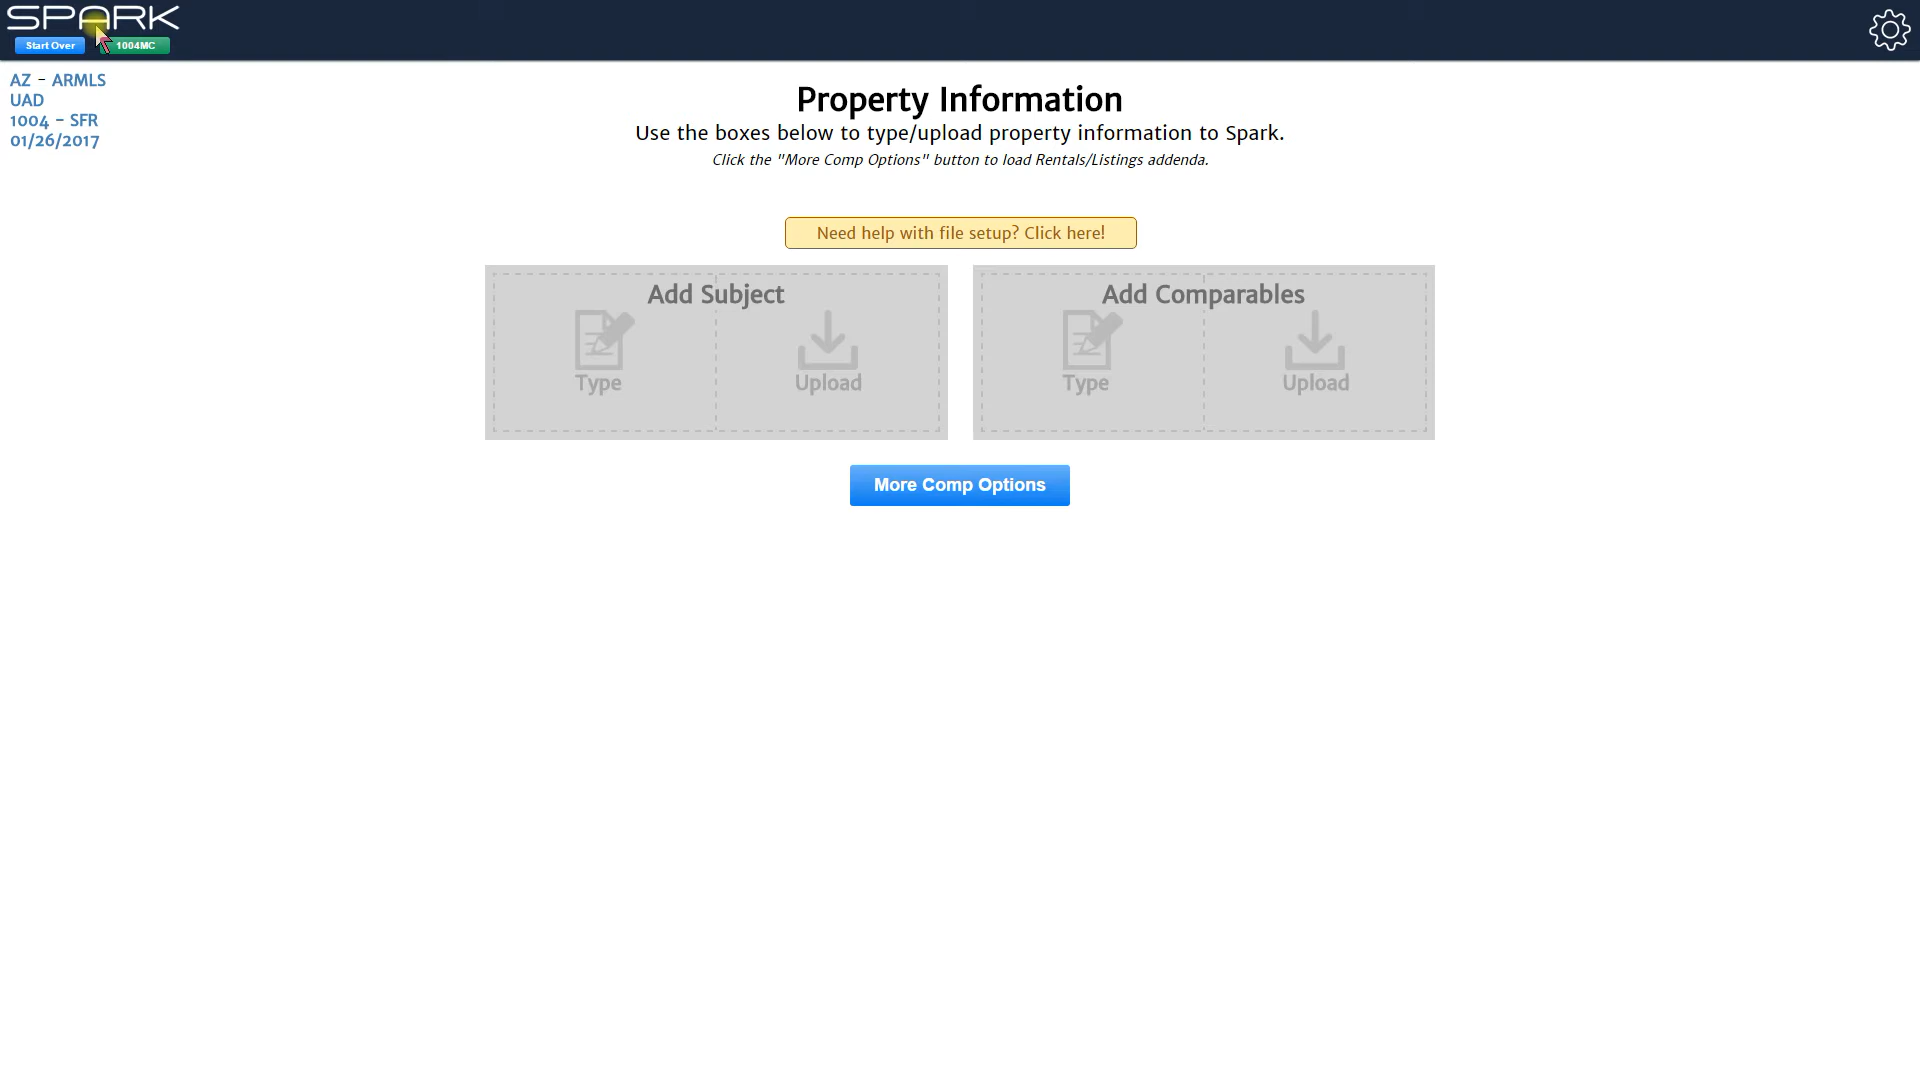 SPARK
Start Over
1004MC
AZ - ARMLS
UAD
1004 - SFR
01/26/2017
Property Information
Use the boxes below to type/upload property information to Spark.
Click the "More Comp Options" button to load Rentals/Listings addenda.
Need help with file setup? Click here!
Add Subject
Type
Upload
Add Comparables
Type
Upload
More Comp Options